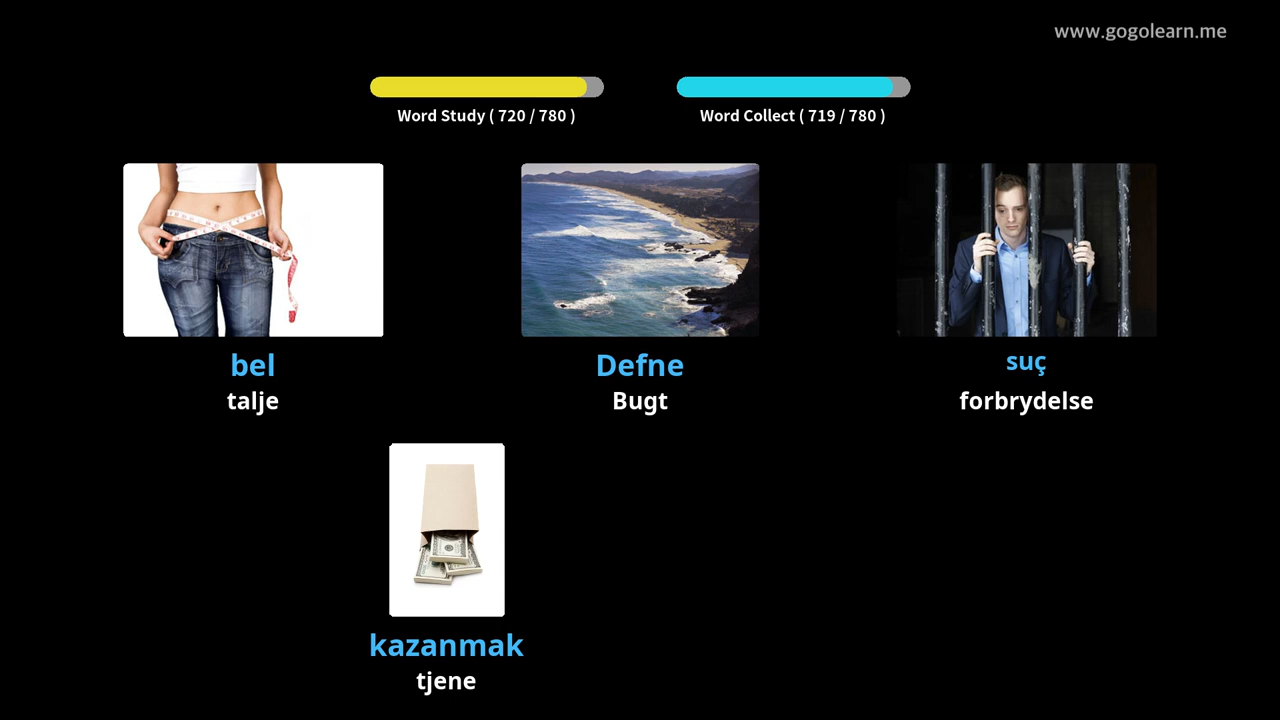 www.gogolearn.me
Word Study ( 720 / 780 )
Word Collect ( 719 / 780 )
bel
talje
Defne
Bugt
suç
forbrydelse
kazanmak
tjene